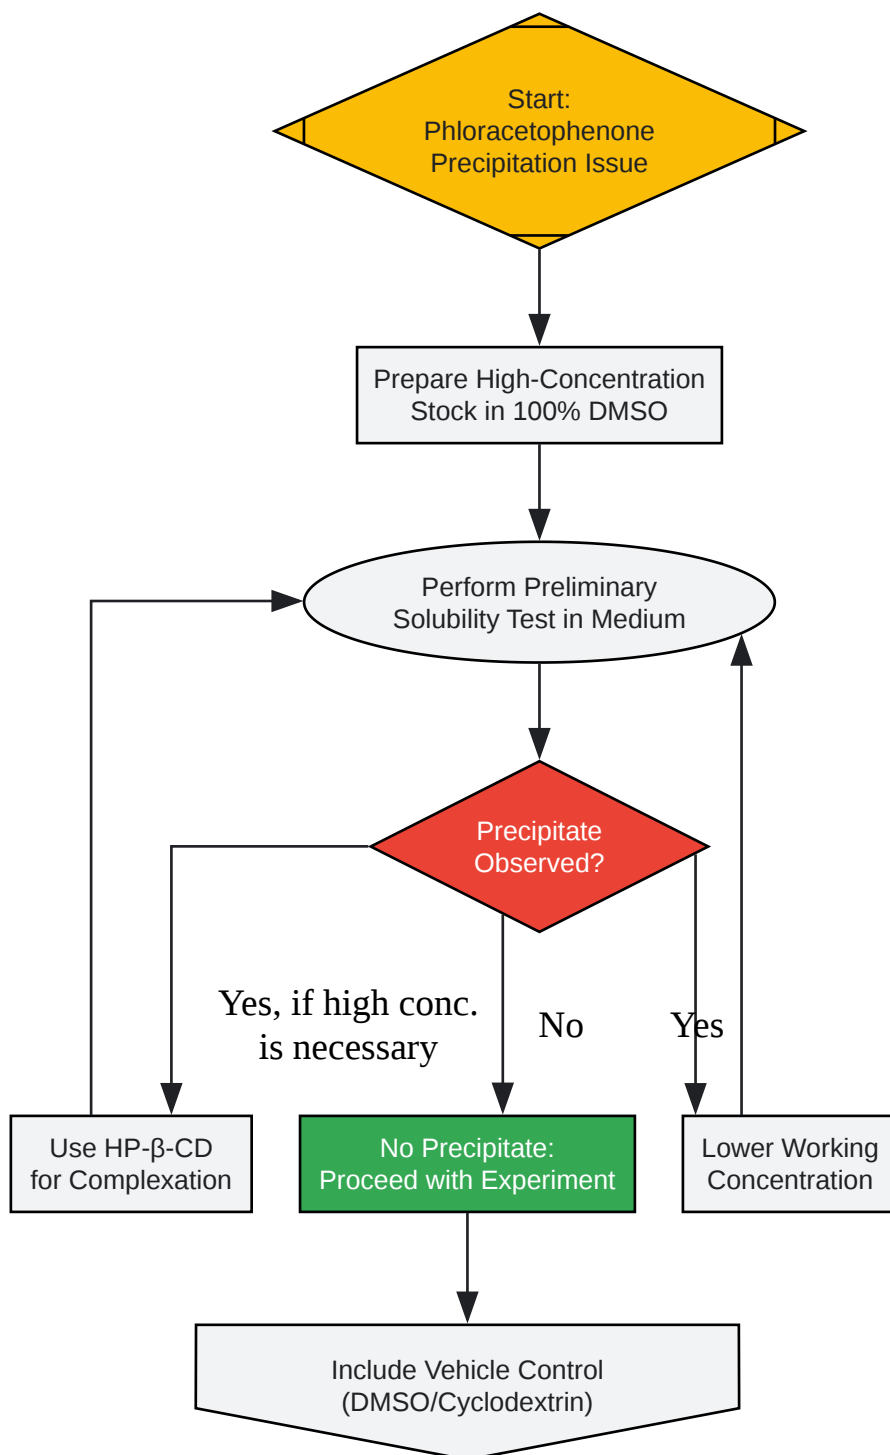 Start:
Phloracetophenone
Precipitation Issue
Prepare High-Concentration
Stock in 100% DMSO
Perform Preliminary
Solubility Test in Medium
Precipitate
Observed?
Yes, if high conc.
is necessary
No
Yes
Use HP-β-CD
for Complexation
No Precipitate:
Proceed with Experiment
Lower Working
Concentration
Include Vehicle Control
(DMSO/Cyclodextrin)